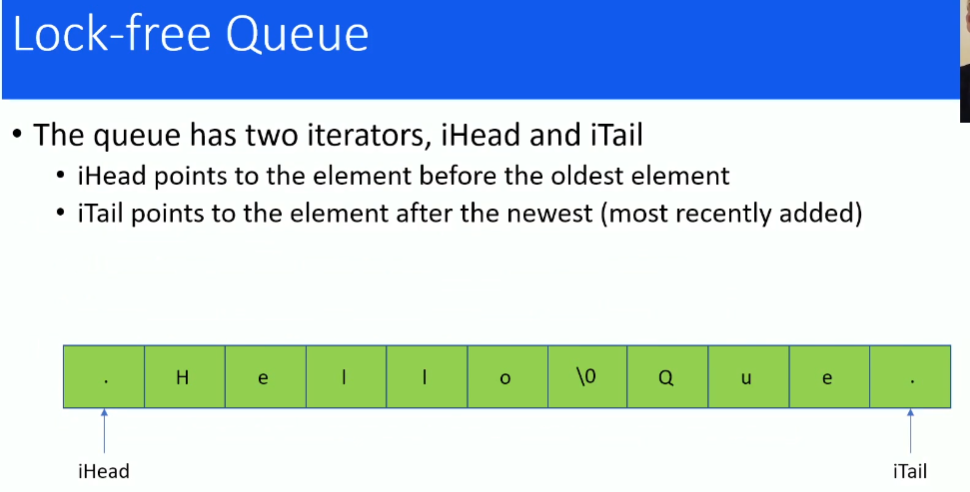 Lock-free Queue
• The queue has two iterators, iHead and iTail
• iHead points to the element before the oldest element
• iTail points to the element after the newest (most recently added)
. H e l l o \0 Q u e .
iHead iTail